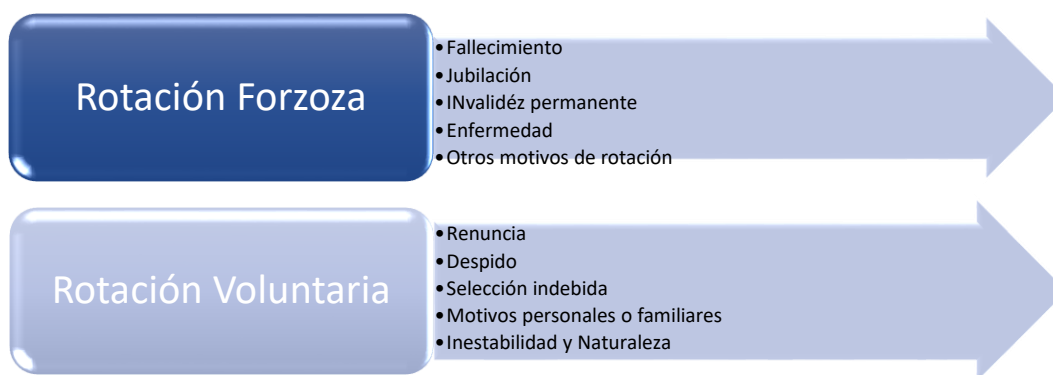 Rotación Forzoza
•Fallecimiento
•Jubilación
•INvalidéz permanente
•Enfermedad
•Otros motivos de rotación
Rotación Voluntaria
•Renuncia
•Despido
•Selección indebida
•Motivos personales o familiares
•Inestabilidad y Naturaleza